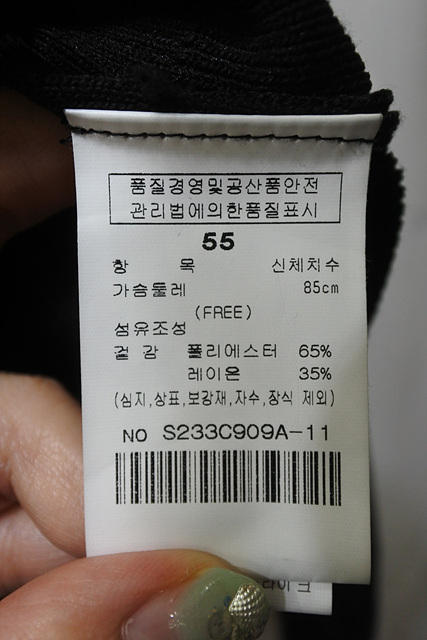 품질경영및공산품안전
관리법에의한품질표시
55
항 목 신체치수
가슴둘레 85cm
(FREE)
섬유조성
겉감 폴리에스터 65%
레이온 35%
(심지,상표,보강재,자수,장식 제외)
NO S233C909A-11